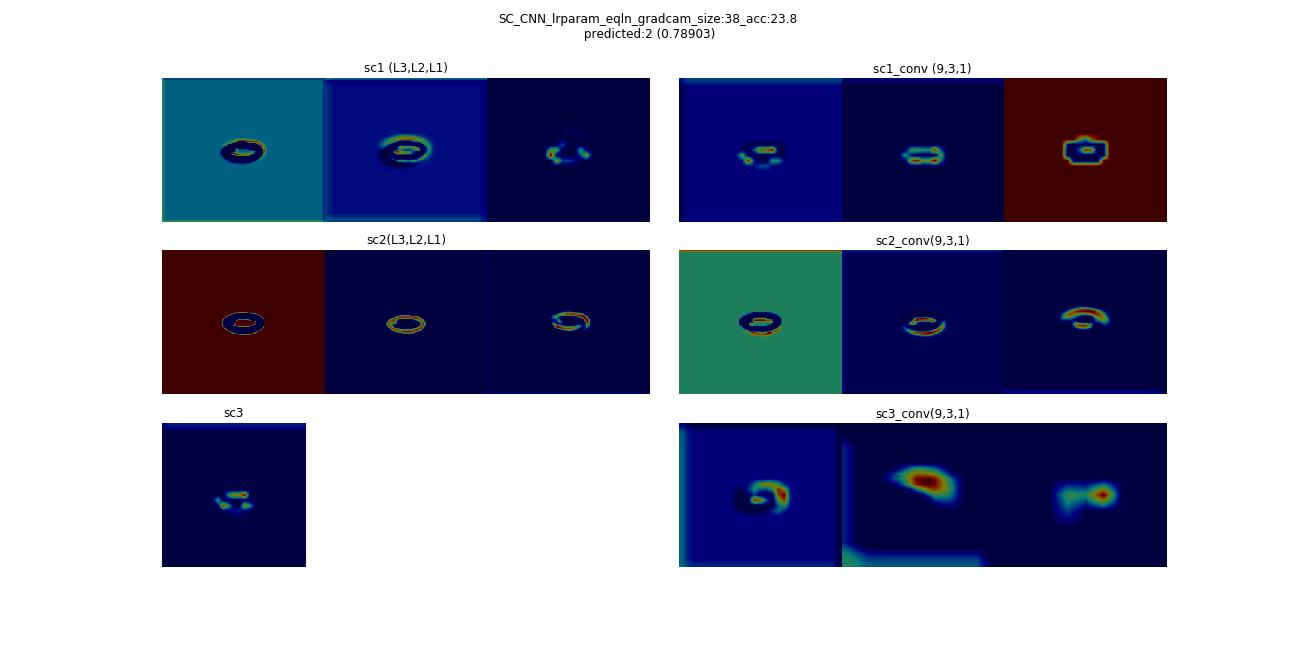 SC_CNN_lrparam_eqln_gradcam_size:38_acc:23.8
predicted:2 (0.78903)
sc1 (L3,L2,L1)
sc1_conv (9,3,1)
sc2(L3,L2,L1)
sc2_conv(9,3,1)
sc3
sc3_conv(9,3,1)